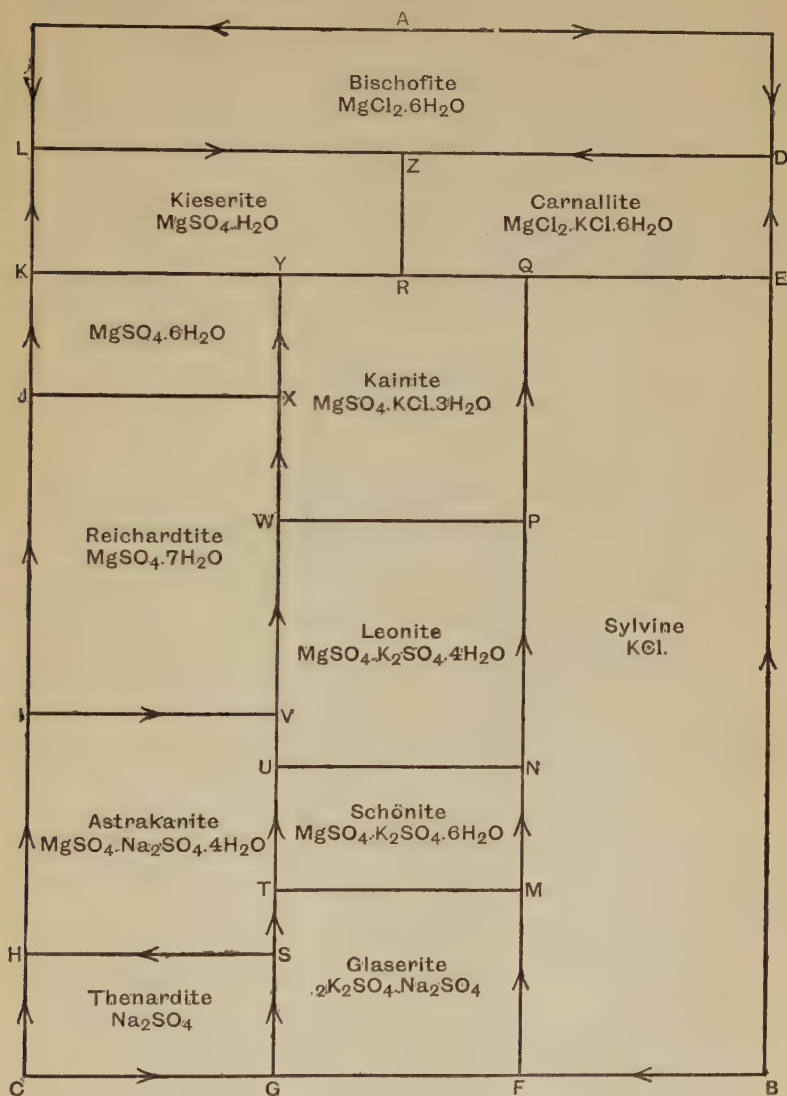 A
Bischofite
MgCl₂.6H₂O
L
Z
D
Kieserite
MgSO₄.H₂O
Carnallite
MgCl₂.KCl.6H₂O
K
Y
R
Q
E
MgSO₄.6H₂O
Kainite
MgSO₄.KCl.3H₂O
J
X
W
P
Reichardtite
MgSO₄.7H₂O
Leonite
MgSO₄.K₂SO₄.4H₂O
Sylvine
KCl.
I
V
U
N
Astrakanite
MgSO₄.Na₂SO₄.4H₂O
Schönite
MgSO₄.K₂SO₄.6H₂O
T
M
H
S
Glaserite
.2K₂SO₄.Na₂SO₄
Thenardite
Na₂SO₄
C
G
F
B